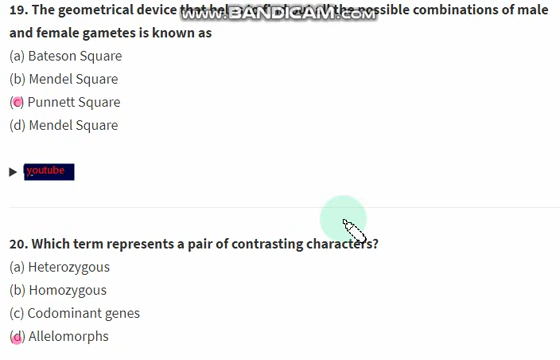 www.BANDICAM.com
19. The geometrical device that the possible combinations of male
and female gametes is known as
(a) Bateson Square
(b) Mendel Square
(c) Punnett Square
(d) Mendel Square
youtube
20. Which term represents a pair of contrasting characters?
(a) Heterozygous
(b) Homozygous
(c) Codominant genes
(d) Allelomorphs